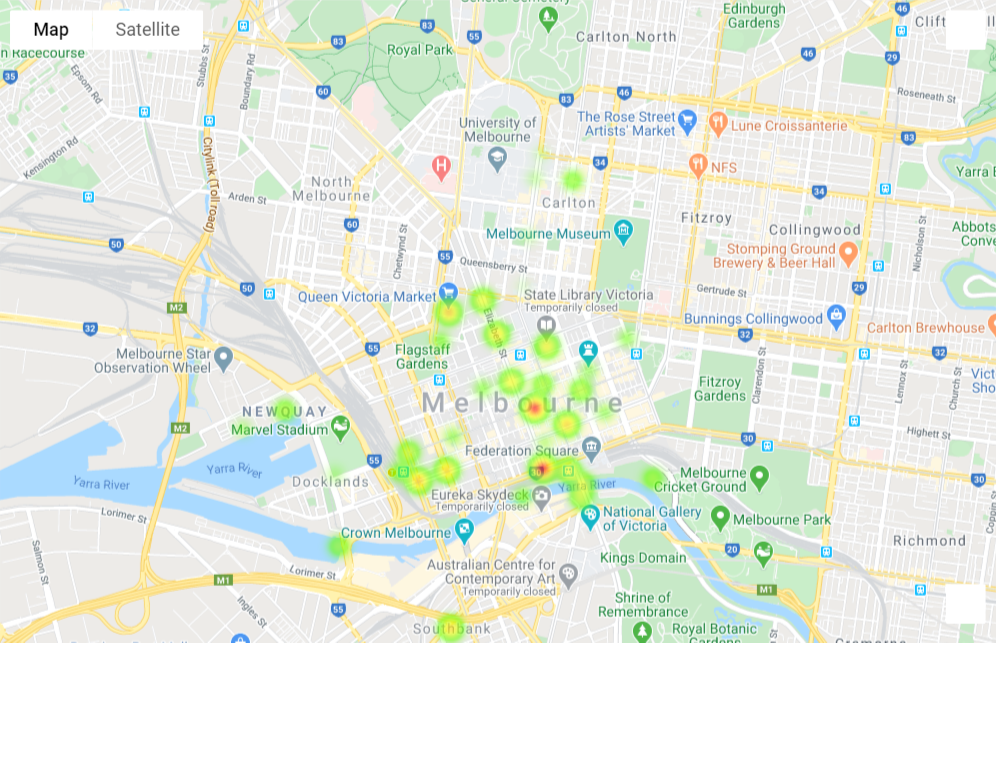 Map
Satellite
Edinburgh
Gardens
Clift
Carlton North
Royal Park
n Racecourse
83
55
46
83
46
29
35
60
46
83
Epsom Rd
Stubbs St
Boundary Rd
Roseneath St
University of
Melbourne
The Rose Street
Artists' Market
Lune Croissanterie
83
Kensington Rd
Citylink (Toll road)
34
NFS
H
North
Melbourne
Arden St
Carlton
34
Yarra B
60
Fitzroy
Collingwood
Melbourne Museum
Chetwynd St
Nicholson St
Abbots
Conve
50
55
Queensberry St
Stomping Ground
Brewery & Beer Hall
50
Queen Victoria Market
State Library Victoria
Temporarily closed
Gertrude St
29
M2
Elizabeth St
Bunnings Collingwood
Carlton Brewhouse
32
32
32
Melbourne Star
Observation Wheel
55
Flagstaff
Gardens
Fitzroy
Gardens
Clarendon St
Lennox St
Church St
Vict
Sho
Melbourne
NEWQUAY
Marvel Stadium
M2
Highett St
30
Federation Square
55
Yarra River
Yarra River
Docklands
30
Yarra River
Melbourne
Cricket Ground
30
Eureka Skydeck
Temporarily closed
Lorimer St
National Gallery
of Victoria
Melbourne Park
Coppin S
Crown Melbourne
Richmond
Salmon St
20
Kings Domain
Australian Centre for
Contemporary Art
Temporarily closed
Lorimer St
M1
M1
Ingles St
55
Shrine of
Remembrance
Southbank
Royal Botanic
Gardens